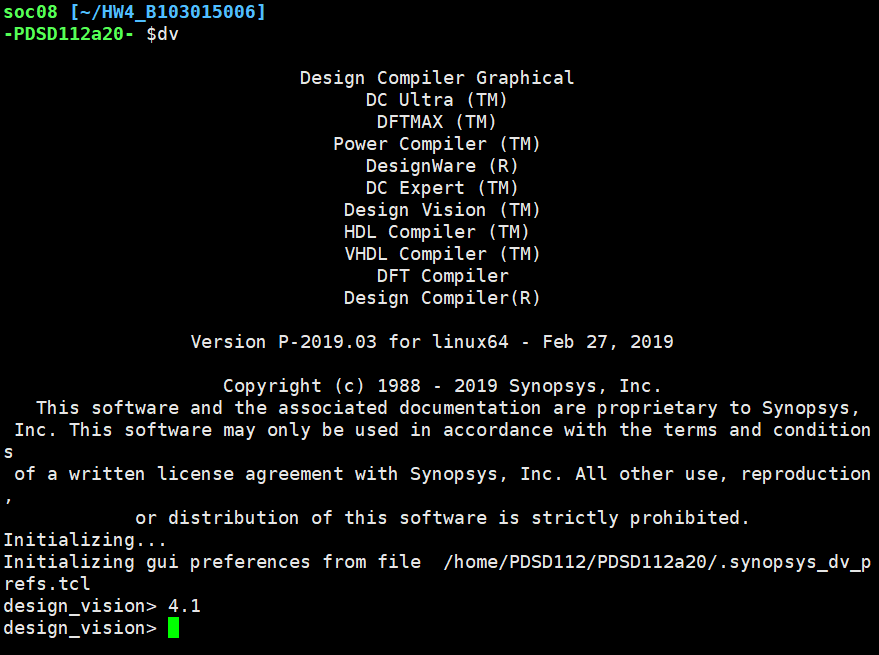 soc08 [~/HW4_B103015006]
-PDSD112a20- $dv
Design Compiler Graphical
DC Ultra (TM)
DFTMAX (TM)
Power Compiler (TM)
DesignWare (R)
DC Expert (TM)
Design Vision (TM)
HDL Compiler (TM)
VHDL Compiler (TM)
DFT Compiler
Design Compiler(R)
Version P-2019.03 for linux64 - Feb 27, 2019
Copyright (c) 1988 - 2019 Synopsys, Inc.
This software and the associated documentation are proprietary to Synopsys,
Inc. This software may only be used in accordance with the terms and condition
s
of a written license agreement with Synopsys, Inc. All other use, reproduction
,
or distribution of this software is strictly prohibited.
Initializing...
Initializing gui preferences from file  /home/PDSD112/PDSD112a20/.synopsys_dv_p
refs.tcl
design_vision> 4.1
design_vision>